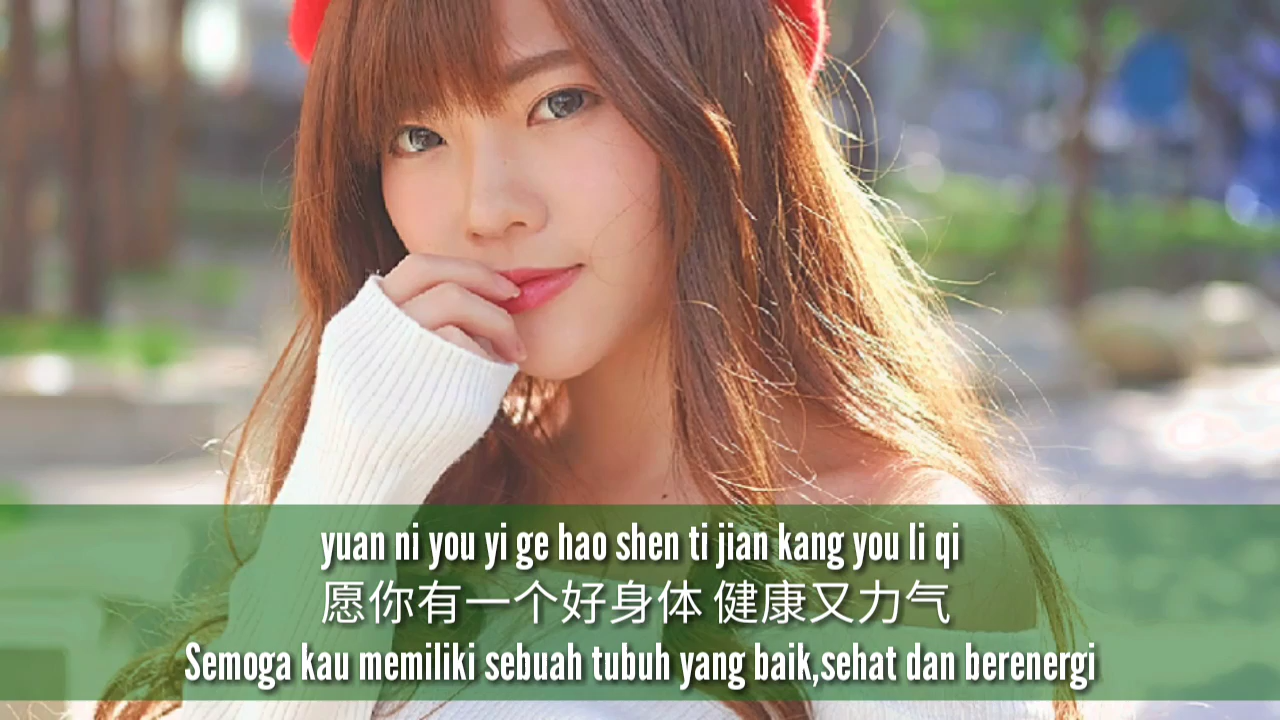 yuan ni you yi ge hao shen ti jian kang you li qi
愿你有一个好身体 健康又力气
Semoga kau memiliki sebuah tubuh yang baik,sehat dan berenergi